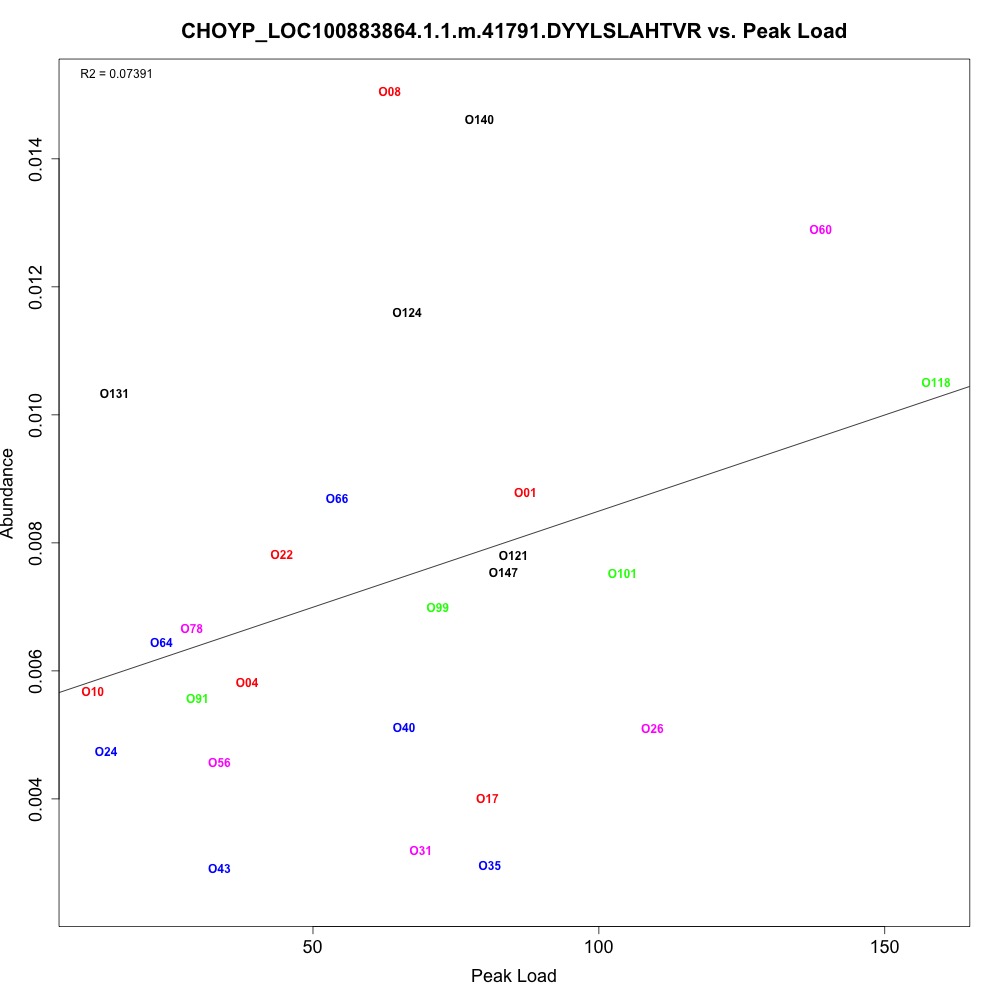 CHOYP_LOC100883864.1.1.m.41791.DYYLSLAHTVR vs. Peak Load
R2 = 0.07391
O08
O140
0.014
O60
0.012
O124
O131
O118
0.010
Abundance
O66
O01
0.008
O22
O121
O147
O101
O99
O78
O64
0.006
O10
O04
O91
O40
O26
O24
O56
0.004
O17
O31
O43
O35
50
100
150
Peak Load